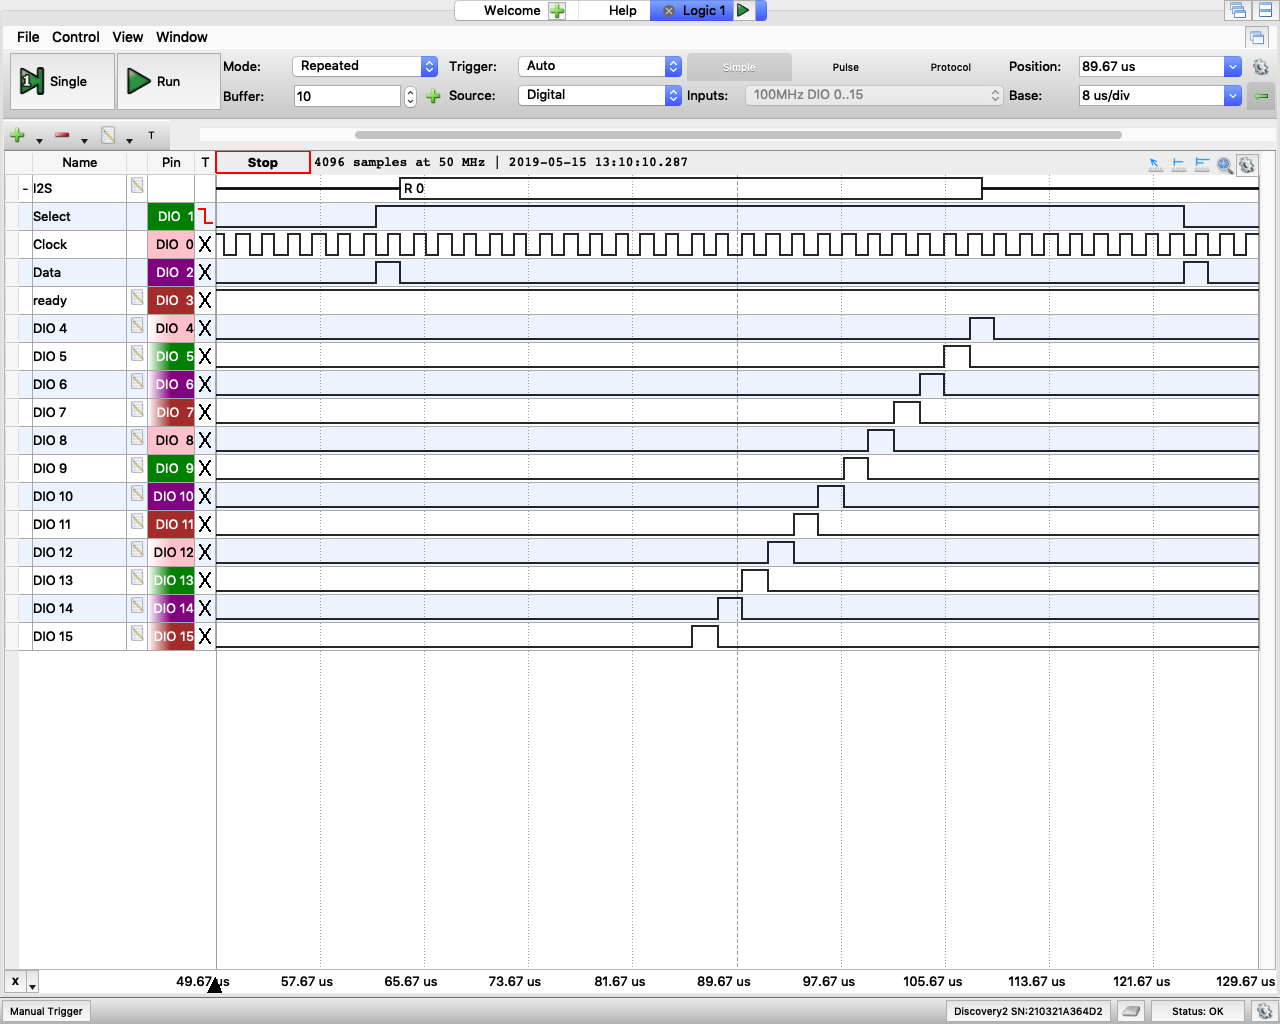 Welcome Help Logic 1
File Control View Window
Single Run Mode: Repeated Trigger: Auto Simple Pulse Protocol Position: 89.67 us
Buffer: 10 Source: Digital Inputs: 100MHz DIO 0..15 Base: 8 us/div
T
Name Pin T Stop 4096 samples at 50 MHz | 2019-05-15 13:10:10.287
- I2S R 0
Select DIO 1
Clock DIO 0 X
Data DIO 2 X
ready DIO 3 X
DIO 4 DIO 4 X
DIO 5 DIO 5 X
DIO 6 DIO 6 X
DIO 7 DIO 7 X
DIO 8 DIO 8 X
DIO 9 DIO 9 X
DIO 10 DIO 10 X
DIO 11 DIO 11 X
DIO 12 DIO 12 X
DIO 13 DIO 13 X
DIO 14 DIO 14 X
DIO 15 DIO 15 X
X 49.67 us 57.67 us 65.67 us 73.67 us 81.67 us 89.67 us 97.67 us 105.67 us 113.67 us 121.67 us 129.67 us
Manual Trigger Discovery2 SN:210321A364D2 Status: OK